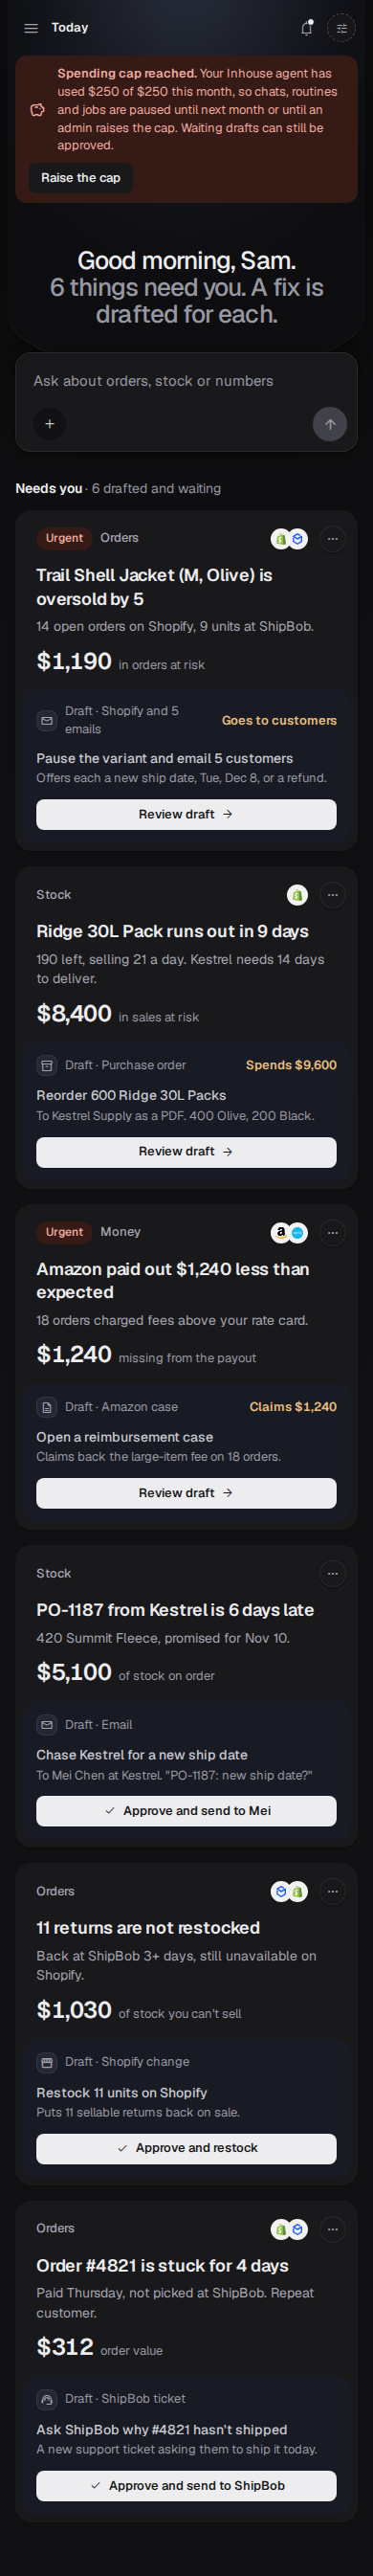 Today
Spending cap reached. Your Inhouse agent has
used $250 of $250 this month, so chats, routines
and jobs are paused until next month or until an
admin raises the cap. Waiting drafts can still be
approved.
Raise the cap
Good morning, Sam.
6 things need you. A fix is
drafted for each.
Ask about orders, stock or numbers
Needs you · 6 drafted and waiting
Urgent Orders
Trail Shell Jacket (M, Olive) is
oversold by 5
14 open orders on Shopify, 9 units at ShipBob.
$1,190 in orders at risk
Draft · Shopify and 5
emails
Goes to customers
Pause the variant and email 5 customers
Offers each a new ship date, Tue, Dec 8, or a refund.
Review draft
Stock
Ridge 30L Pack runs out in 9 days
190 left, selling 21 a day. Kestrel needs 14 days
to deliver.
$8,400 in sales at risk
Draft · Purchase order Spends $9,600
Reorder 600 Ridge 30L Packs
To Kestrel Supply as a PDF. 400 Olive, 200 Black.
Review draft
Urgent Money
Amazon paid out $1,240 less than
expected
18 orders charged fees above your rate card.
$1,240 missing from the payout
Draft · Amazon case Claims $1,240
Open a reimbursement case
Claims back the large-item fee on 18 orders.
Review draft
Stock
PO-1187 from Kestrel is 6 days late
420 Summit Fleece, promised for Nov 10.
$5,100 of stock on order
Draft · Email
Chase Kestrel for a new ship date
To Mei Chen at Kestrel. "PO-1187: new ship date?"
Approve and send to Mei
Orders
11 returns are not restocked
Back at ShipBob 3+ days, still unavailable on
Shopify.
$1,030 of stock you can't sell
Draft · Shopify change
Restock 11 units on Shopify
Puts 11 sellable returns back on sale.
Approve and restock
Orders
Order #4821 is stuck for 4 days
Paid Thursday, not picked at ShipBob. Repeat
customer.
$312 order value
Draft · ShipBob ticket
Ask ShipBob why #4821 hasn't shipped
A new support ticket asking them to ship it today.
Approve and send to ShipBob